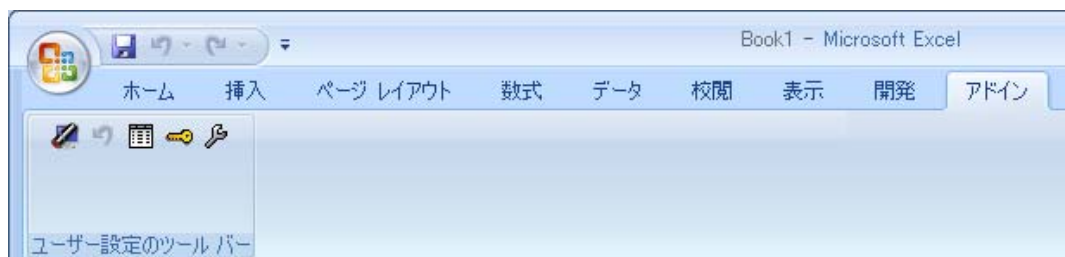 Book1 - Microsoft Excel
ホーム 挿入 ページ レイアウト 数式 データ 校閲 表示 開発 アドイン
ユーザー設定のツール バー